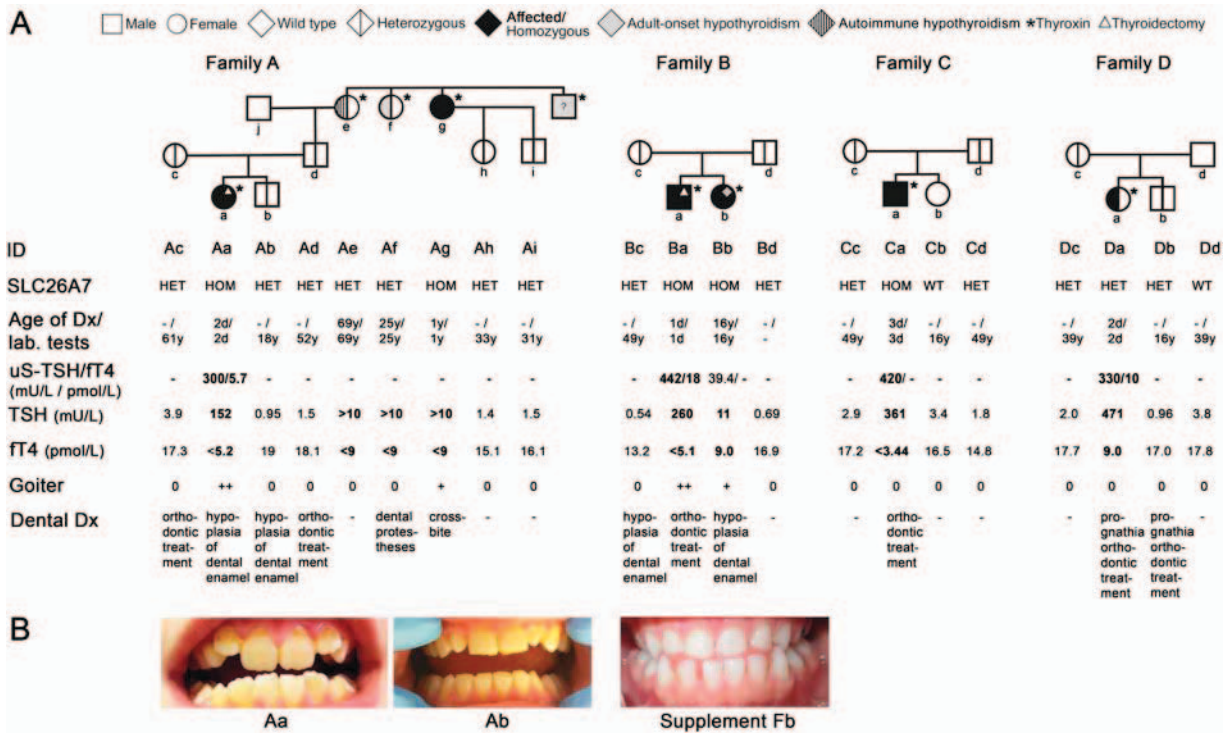 A
Male Female Wild type Heterozygous Affected/ Homozygous Adult-onset hypothyroidism Autoimmune hypothyroidism *Thyroxin Thyroidectomy
Family A Family B Family C Family D
j e * f * g * ? *
c d h i c d c d c d
a * b a * b * a * b a * b
ID Ac Aa Ab Ad Ae Af Ag Ah Ai Bc Ba Bb Bd Cc Ca Cb Cd Dc Da Db Dd
SLC26A7 HET HOM HET HET HET HET HOM HET HET HET HOM HOM HET HET HOM WT HET HET HET HET WT
Age of Dx/ - / 2d/ - / - / 69y/ 25y/ 1y/ - / - / - / 1d/ 16y/ - / - / 3d/ - / - / - / 2d/ - / - /
lab. tests 61y 2d 18y 52y 69y 25y 1y 33y 31y 49y 1d 16y - 49y 3d 16y 49y 39y 2d 16y 39y
uS-TSH/fT4
(mU/L / pmol/L) - 300/5.7 - - - - - - - - 442/18 39.4/ - - - 420/ - - - - 330/10 - -
TSH (mU/L) 3.9 152 0.95 1.5 >10 >10 >10 1.4 1.5 0.54 260 11 0.69 2.9 361 3.4 1.8 2.0 471 0.96 3.8
fT4 (pmol/L) 17.3 <5.2 19 18.1 <9 <9 <9 15.1 16.1 13.2 <5.1 9.0 16.9 17.2 <3.44 16.5 14.8 17.7 9.0 17.0 17.8
Goiter 0 ++ 0 0 0 0 + 0 0 0 ++ + 0 0 0 0 0 0 0 0 0
Dental Dx ortho- hypo- hypo- ortho- - dental cross- - - hypo- ortho- hypo- - - ortho- - - - pro- pro- -
dontic plasia plasia dontic protes- bite plasia dontic plasia dontic gnathia gnathia
treat- of of treat- theses of treat- of treat- ortho- ortho-
ment dental dental ment dental ment dental ment dontic dontic
enamel enamel enamel enamel treat- treat-
ment ment
B
Aa Ab Supplement Fb